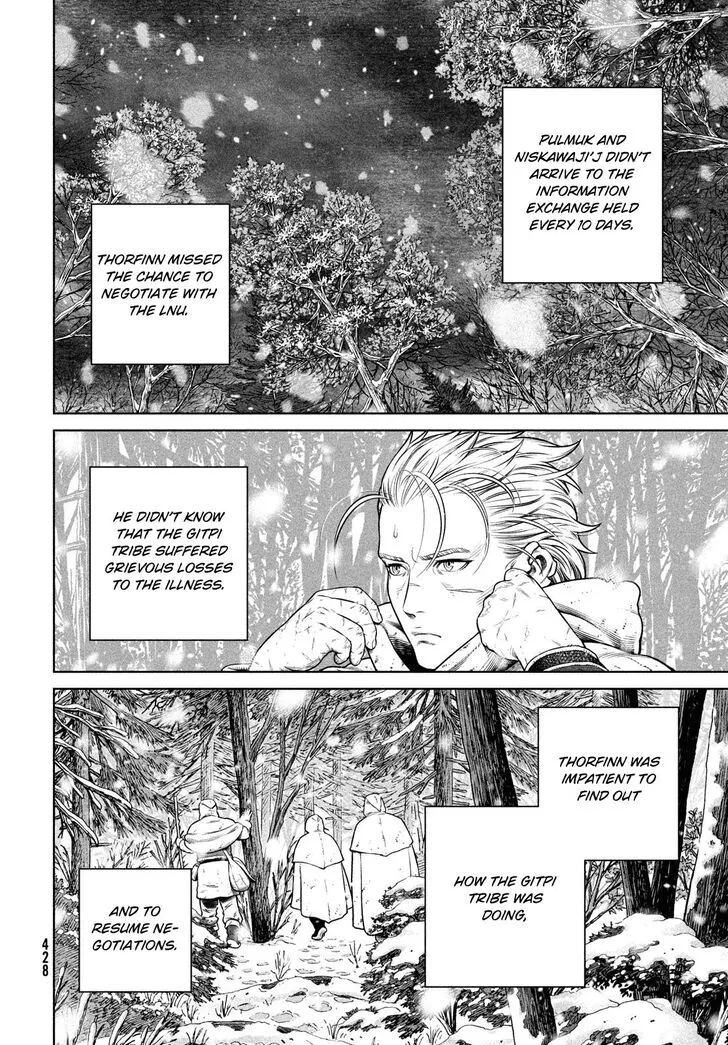 PULMUK AND
NISKAWAJI'J DIDN'T
ARRIVE TO THE
INFORMATION
EXCHANGE HELD
EVERY 10 DAYS.
THORFINN MISSED
THE CHANCE TO
NEGOTIATE WITH
THE LNU.
HE DIDN'T KNOW
THAT THE GITPI
TRIBE SUFFERED
GRIEVOUS LOSSES
TO THE ILLNESS.
THORFINN WAS
IMPATIENT TO
FIND OUT
HOW THE GITPI
TRIBE WAS
DOING,
AND TO
RESUME NE-
GOTIATIONS.
428